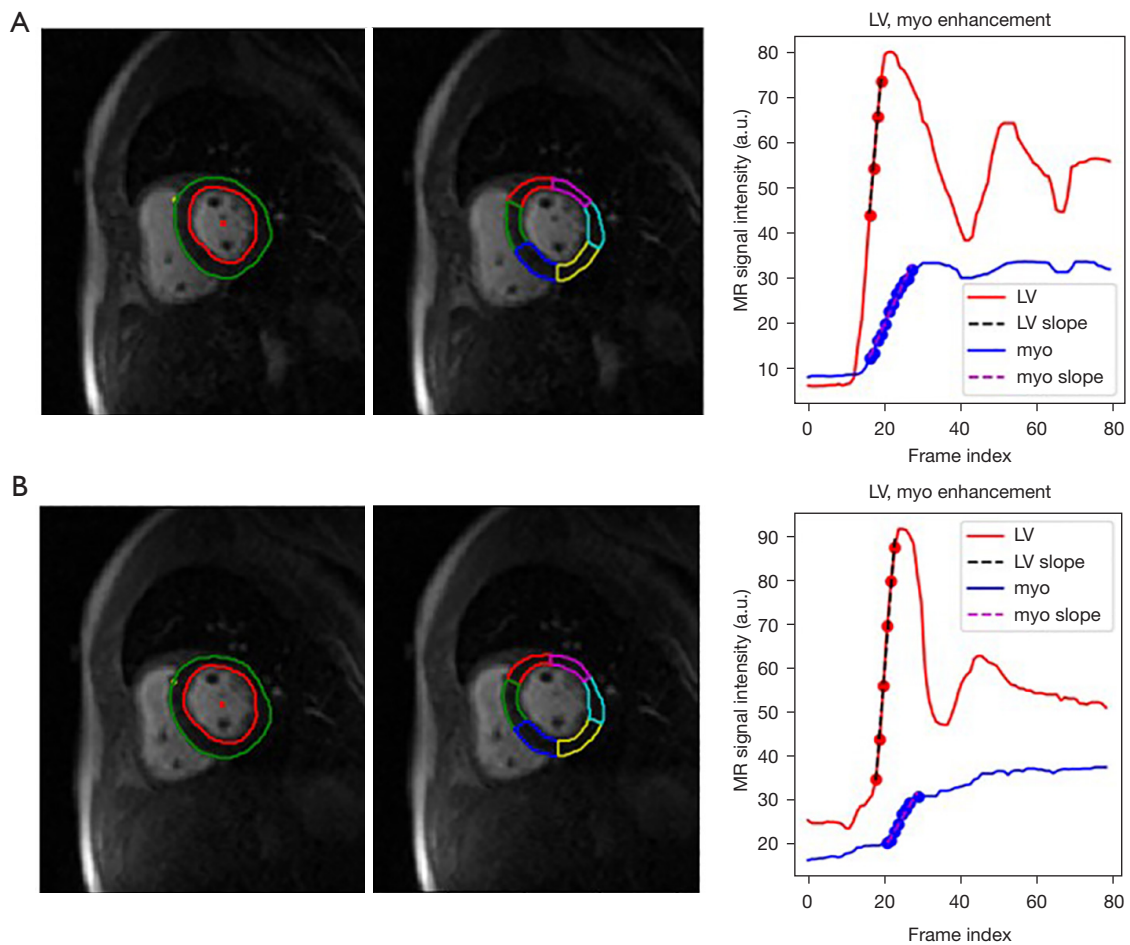 A
LV, myo enhancement
MR signal intensity (a.u.)
80
70
60
50
40
30
20
10
LV
LV slope
myo
myo slope
0 20 40 60 80
Frame index
B
LV, myo enhancement
MR signal intensity (a.u.)
90
80
70
60
50
40
30
20
LV
LV slope
myo
myo slope
0 20 40 60 80
Frame index